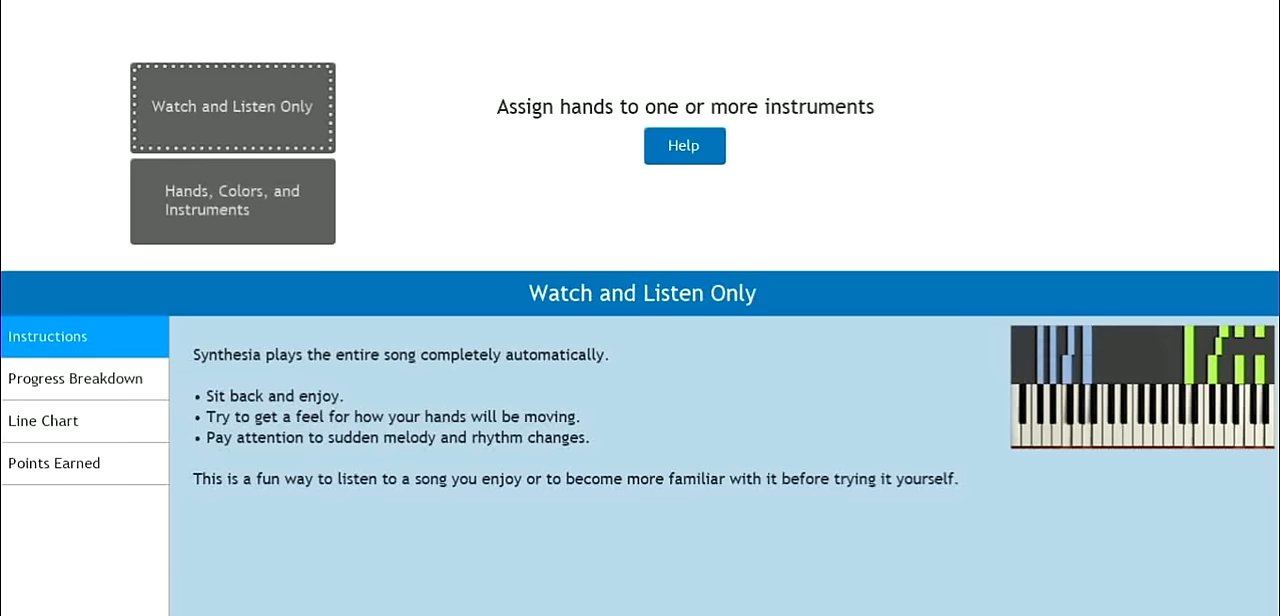 Watch and Listen Only
Assign hands to one or more instruments
Help
Hands, Colors, and
Instruments
Watch and Listen Only
Instructions
Progress Breakdown
Line Chart
Points Earned
Synthesia plays the entire song completely automatically.
• Sit back and enjoy.
• Try to get a feel for how your hands will be moving.
• Pay attention to sudden melody and rhythm changes.
This is a fun way to listen to a song you enjoy or to become more familiar with it before trying it yourself.